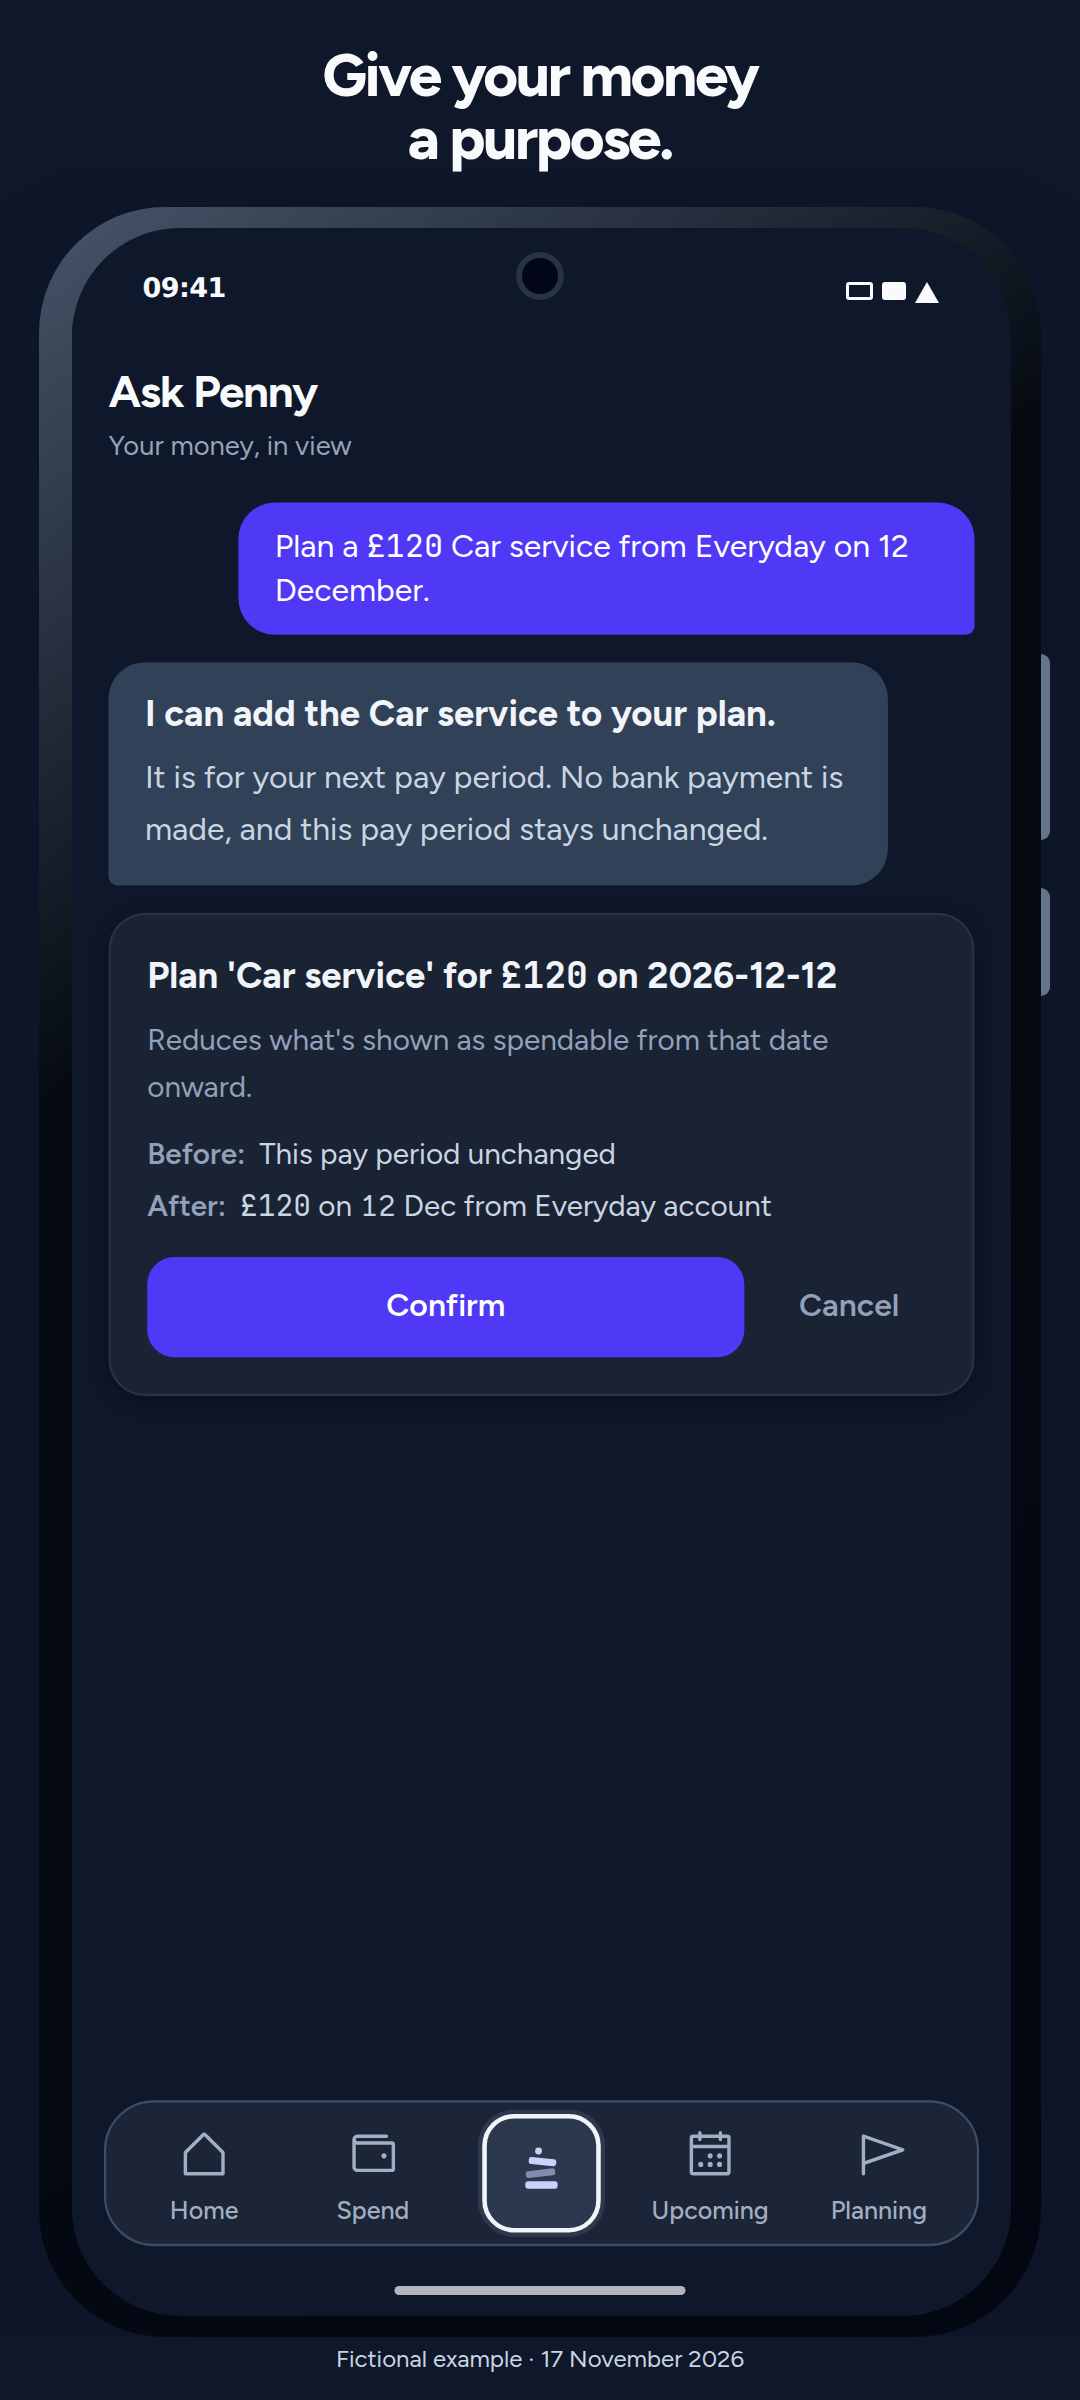 Give your money
a purpose.
09:41
Ask Penny
Your money, in view
Plan a £120 Car service from Everyday on 12
December.
I can add the Car service to your plan.
It is for your next pay period. No bank payment is
made, and this pay period stays unchanged.
Plan 'Car service' for £120 on 2026-12-12
Reduces what's shown as spendable from that date
onward.
Before: This pay period unchanged
After: £120 on 12 Dec from Everyday account
Confirm Cancel
Home Spend Upcoming Planning
Fictional example · 17 November 2026